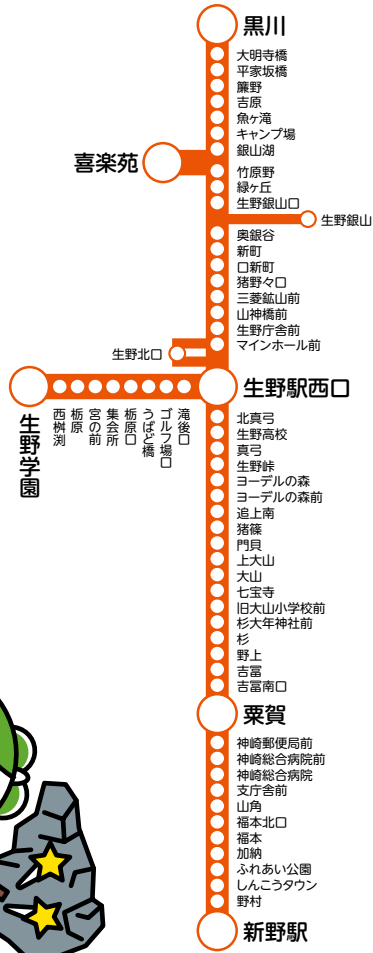 黒川
大明寺橋
平家坂橋
簾野
吉原
魚ヶ滝
キャンプ場
銀山湖
喜楽苑
竹原野
緑ヶ丘
生野銀山口
生野銀山
奥銀谷
新町
口新町
猪野々口
三菱鉱山前
山神橋前
生野庁舎前
マインホール前
生野北口
生野駅西口
生野学園
西桝渕
栃原
宮の前
集会所
栃原口
うばど橋
ゴルフ場口
滝後口
北真弓
生野高校
真弓
生野峠
ヨーデルの森
ヨーデルの森前
追上南
猪篠
門貝
上大山
大山
七宝寺
旧大山小学校前
杉大年神社前
杉
野上
吉冨
吉冨南口
粟賀
神崎郵便局前
神崎総合病院前
神崎総合病院
支庁舎前
山角
福本北口
福本
加納
ふれあい公園
しんこうタウン
野村
新野駅